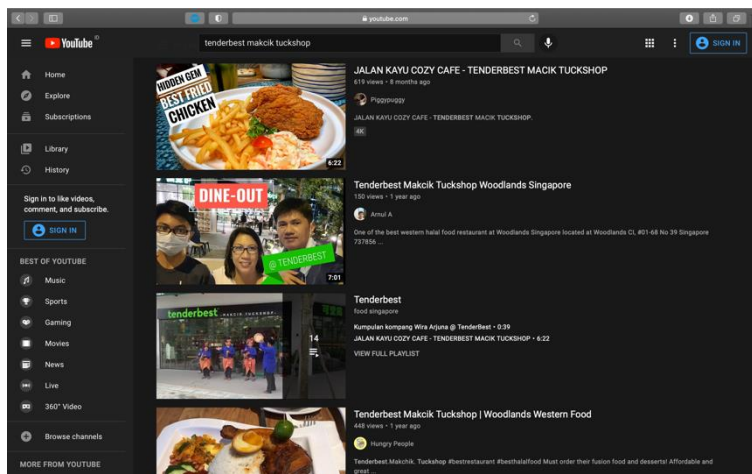 youtube.com
YouTube ID
tenderbest makcik tuckshop
SIGN IN
Home
Explore
Subscriptions
Library
History
Sign in to like videos,
comment, and subscribe.
SIGN IN
BEST OF YOUTUBE
Music
Sports
Gaming
Movies
News
Live
360° Video
Browse channels
MORE FROM YOUTUBE
HIDDEN GEM
BEST FRIED
CHICKEN
6:22
JALAN KAYU COZY CAFE - TENDERBEST MACIK TUCKSHOP
619 views • 8 months ago
Piggypuggy
JALAN KAYU COZY CAFE - TENDERBEST MACIK TUCKSHOP.
4K
DINE-OUT
@ TENDERBEST
7:01
Tenderbest Makcik Tuckshop Woodlands Singapore
150 views • 1 year ago
Amul A
One of the best western halal food restaurant at Woodlands Singapore located at Woodlands Cl, #01-68 No 39 Singapore
737856 ...
tenderbest MAKCIK TUCKSHOP
14
Tenderbest
food singapore
Kumpulan kompang Wira Arjuna @ TenderBest • 0:39
JALAN KAYU COZY CAFE - TENDERBEST MACIK TUCKSHOP • 6:22
VIEW FULL PLAYLIST
Tenderbest Makcik Tuckshop | Woodlands Western Food
448 views • 1 year ago
Hungry People
Tenderbest Makchik. Tuckshop #bestrestaurant #besthalalfood Must order their fusion food and desserts! Affordable and
great ...